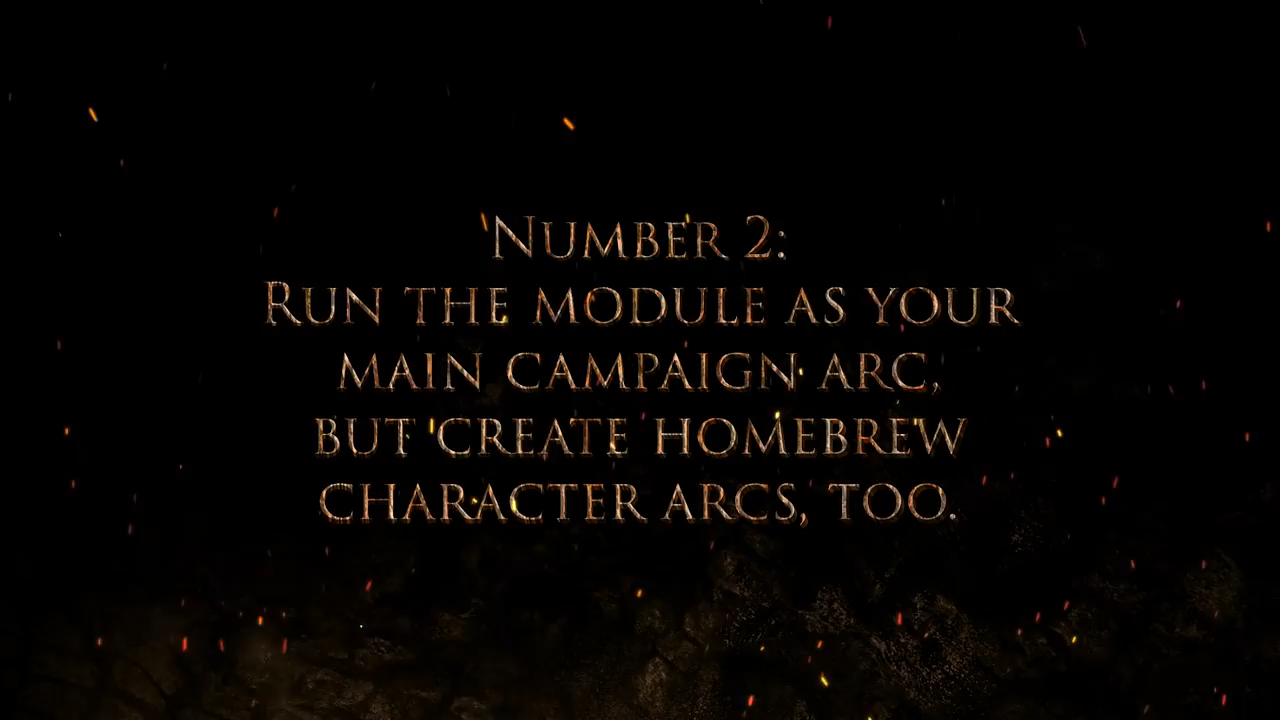 Number 2:
Run the module as your
main campaign arc,
but create homebrew
character arcs, too.